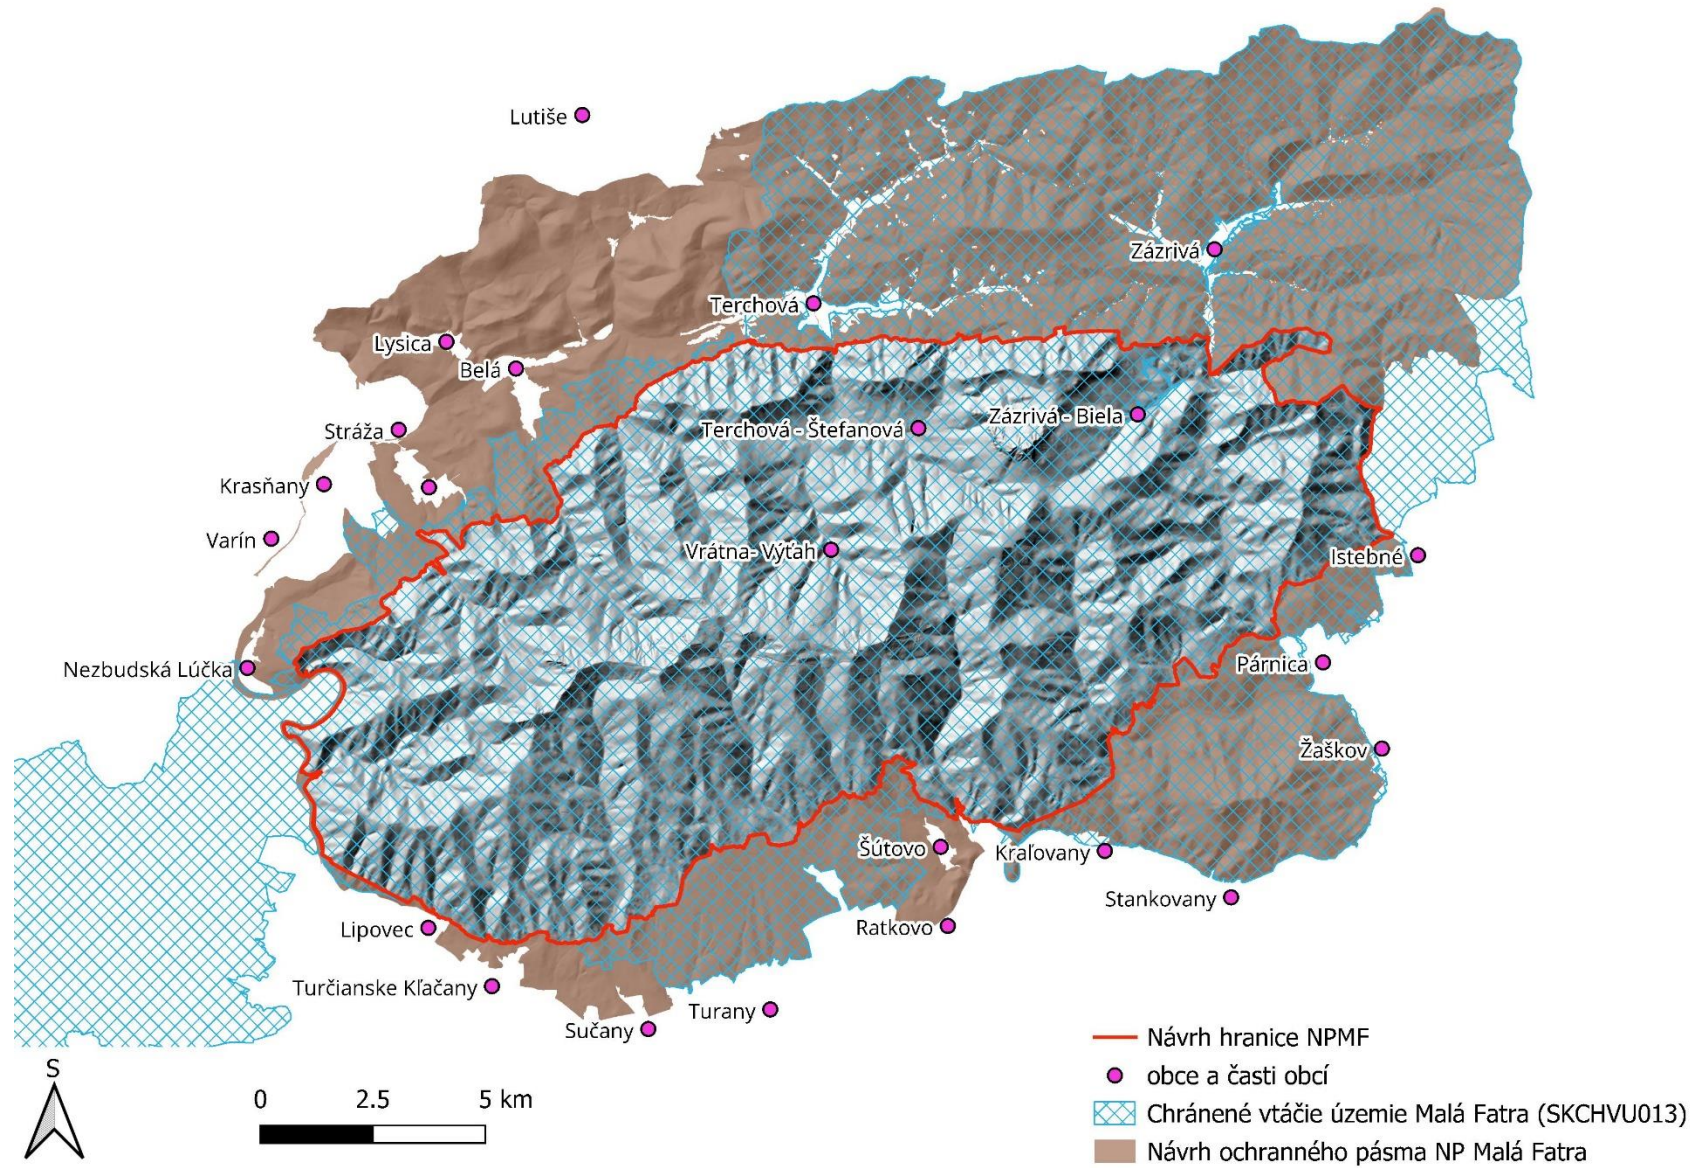 Lutiše
Zázrivá
Terchová
Lysica
Belá
Stráža
Terchová - Štefanová
Zázrivá - Biela
Krasňany
Varín
Vrátna- Výťah
Istebné
Nezbudská Lúčka
Párnica
Žaškov
Šútovo
Kraľovany
Stankovany
Lipovec
Ratkovo
Turčianske Kľačany
Turany
Sučany
S
0 2.5 5 km
Návrh hranice NPMF
obce a časti obcí
Chránené vtáčie územie Malá Fatra (SKCHVU013)
Návrh ochranného pásma NP Malá Fatra